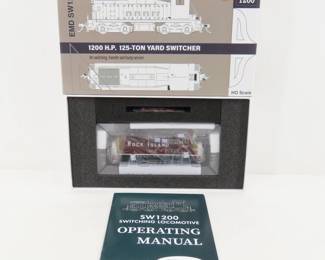 1200
EMD SW1
1200 H.P. 125-TON YARD SWITCHER
HO Scale
ROCK ISLAND
SW1200
SWITCHING LOCOMOTIVE
OPERATING
MANUAL